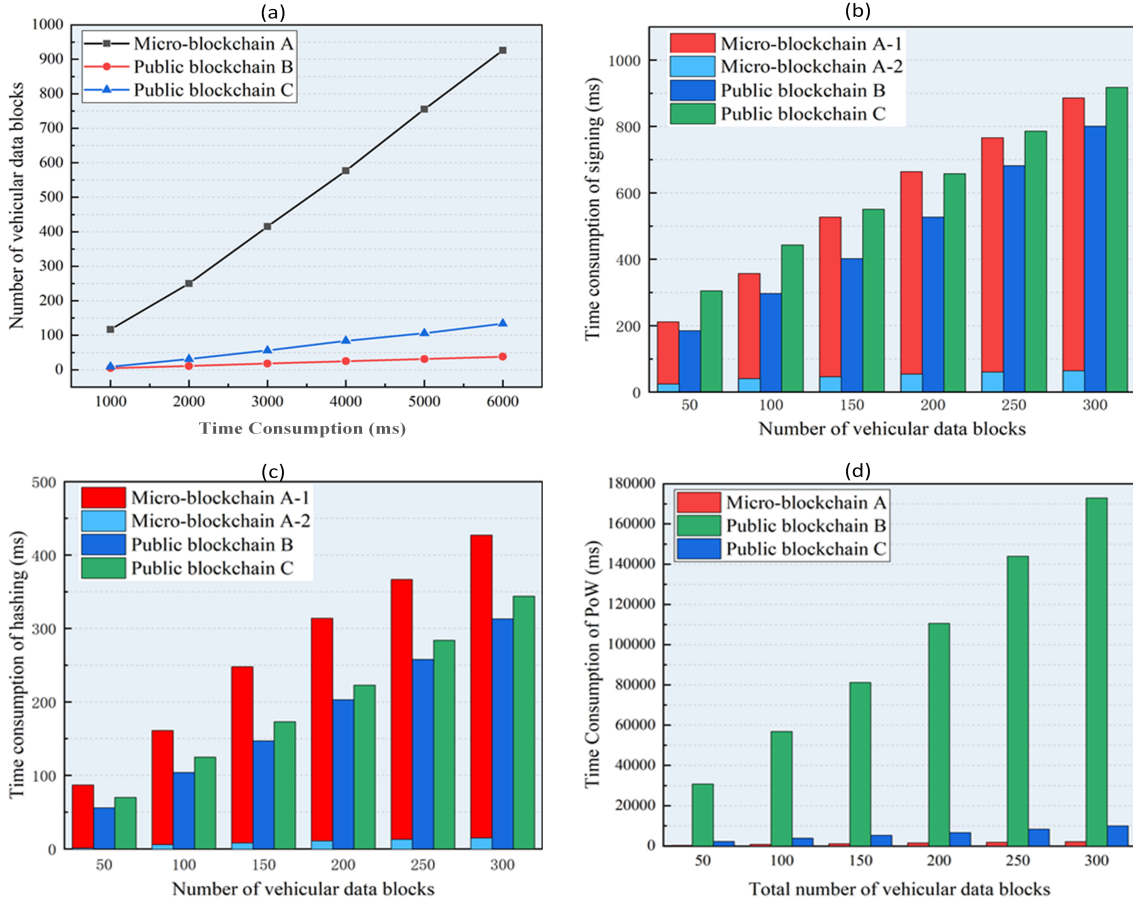 (a)
1000
900
800
700
600
500
400
300
200
100
0
Number of vehicular data blocks
Micro-blockchain A
Public blockchain B
Public blockchain C
1000 2000 3000 4000 5000 6000
Time Consumption (ms)
(b)
1000
800
600
400
200
0
Time consumption of signing (ms)
Micro-blockchain A-1
Micro-blockchain A-2
Public blockchain B
Public blockchain C
50 100 150 200 250 300
Number of vehicular data blocks
(c)
500
400
300
200
100
0
Time consumption of hashing (ms)
Micro-blockchain A-1
Micro-blockchain A-2
Public blockchain B
Public blockchain C
50 100 150 200 250 300
Number of vehicular data blocks
(d)
180000
160000
140000
120000
100000
80000
60000
40000
20000
0
Time Consumption of PoW (ms)
Micro-blockchain A
Public blockchain B
Public blockchain C
50 100 150 200 250 300
Total number of vehicular data blocks